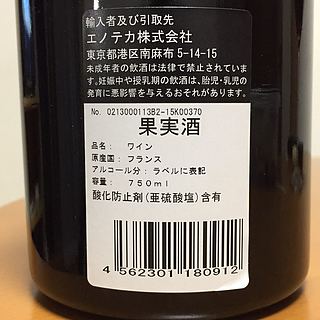 輸入者及び引取先
エノテカ株式会社
東京都港区南麻布5-14-15
未成年者の飲酒は法律で禁止されていま
す。妊娠中や授乳期の飲酒は、胎児・乳児の
発育に悪影響を与えるおそれがあります。
No. 0213000113B2-15K00370
果実酒
品名： ワイン
原産国： フランス
アルコール分： ラベルに表記
容量： 750ml
酸化防止剤(亜硫酸塩)含有
4 562301 180912